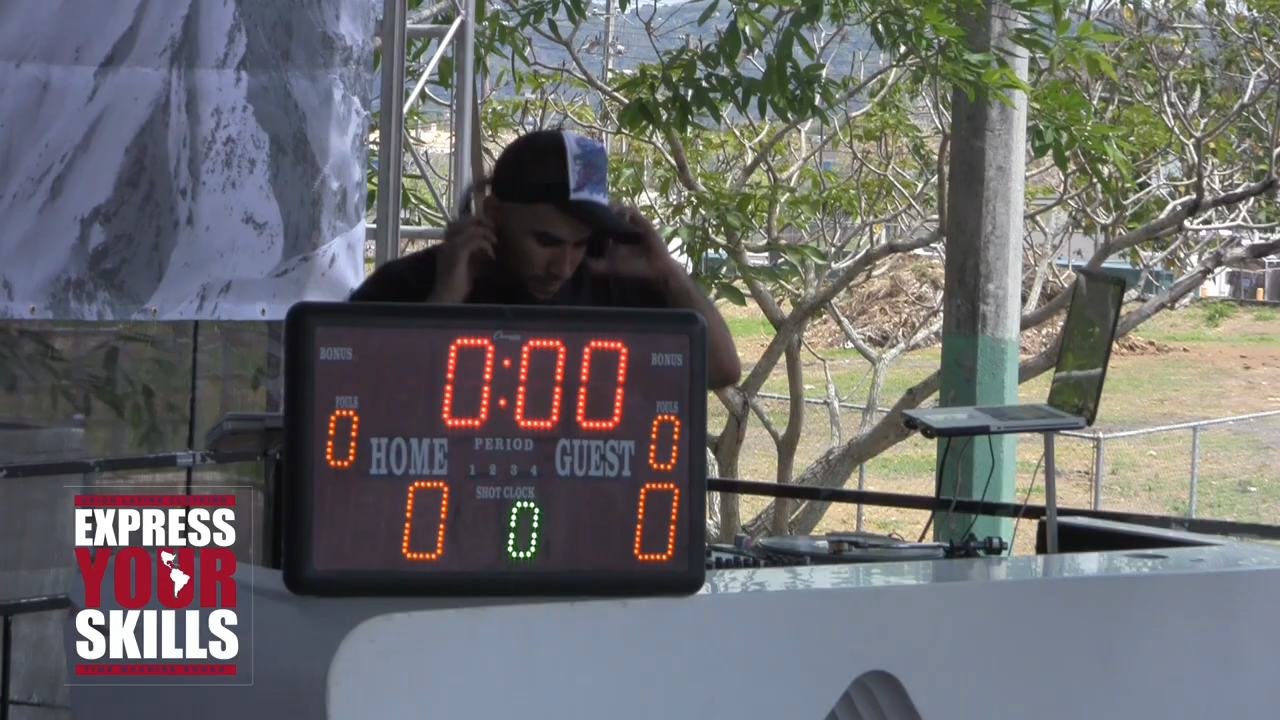 BONUS
0:00
BONUS
FOULS
0
HOME
PERIOD
1 2 3 4
GUEST
FOULS
0
0
SHOT CLOCK
0
0
EXPRESS
YOUR
SKILLS